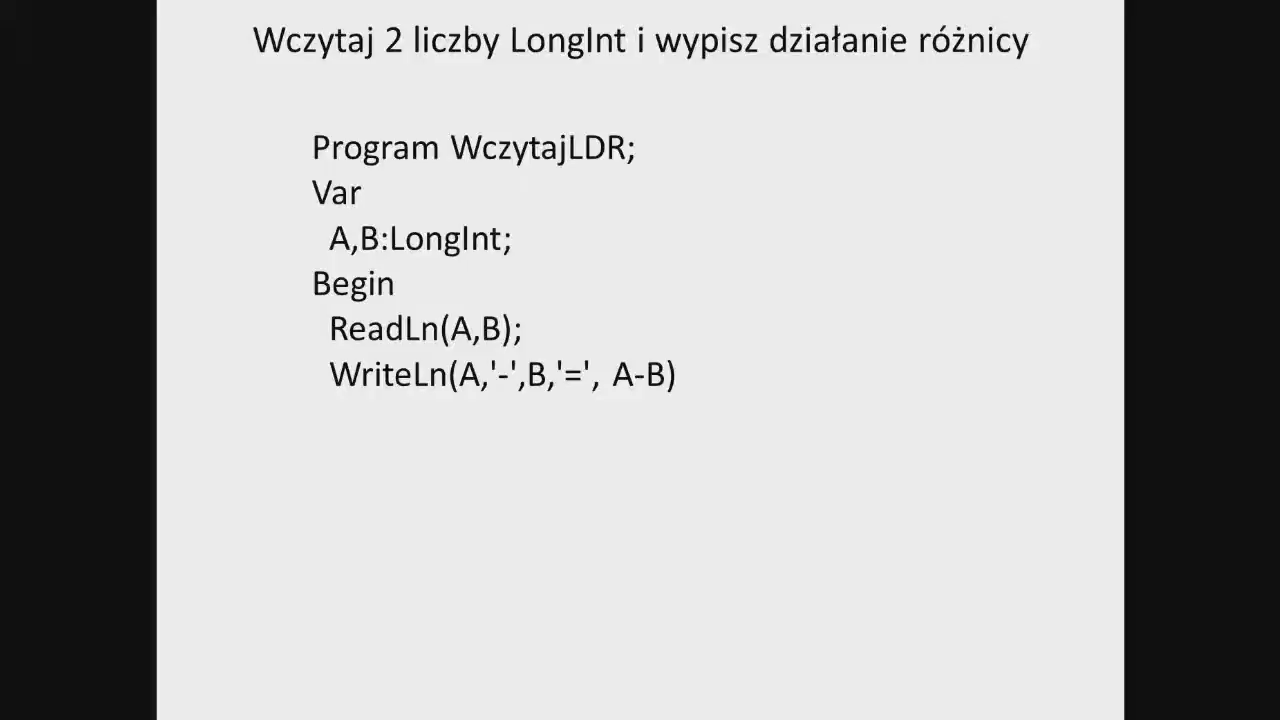 Wczytaj 2 liczby LongInt i wypisz działanie różnicy
Program WczytajLDR;
Var
A,B:LongInt;
Begin
ReadLn(A,B);
WriteLn(A,'-',B,'=', A-B)